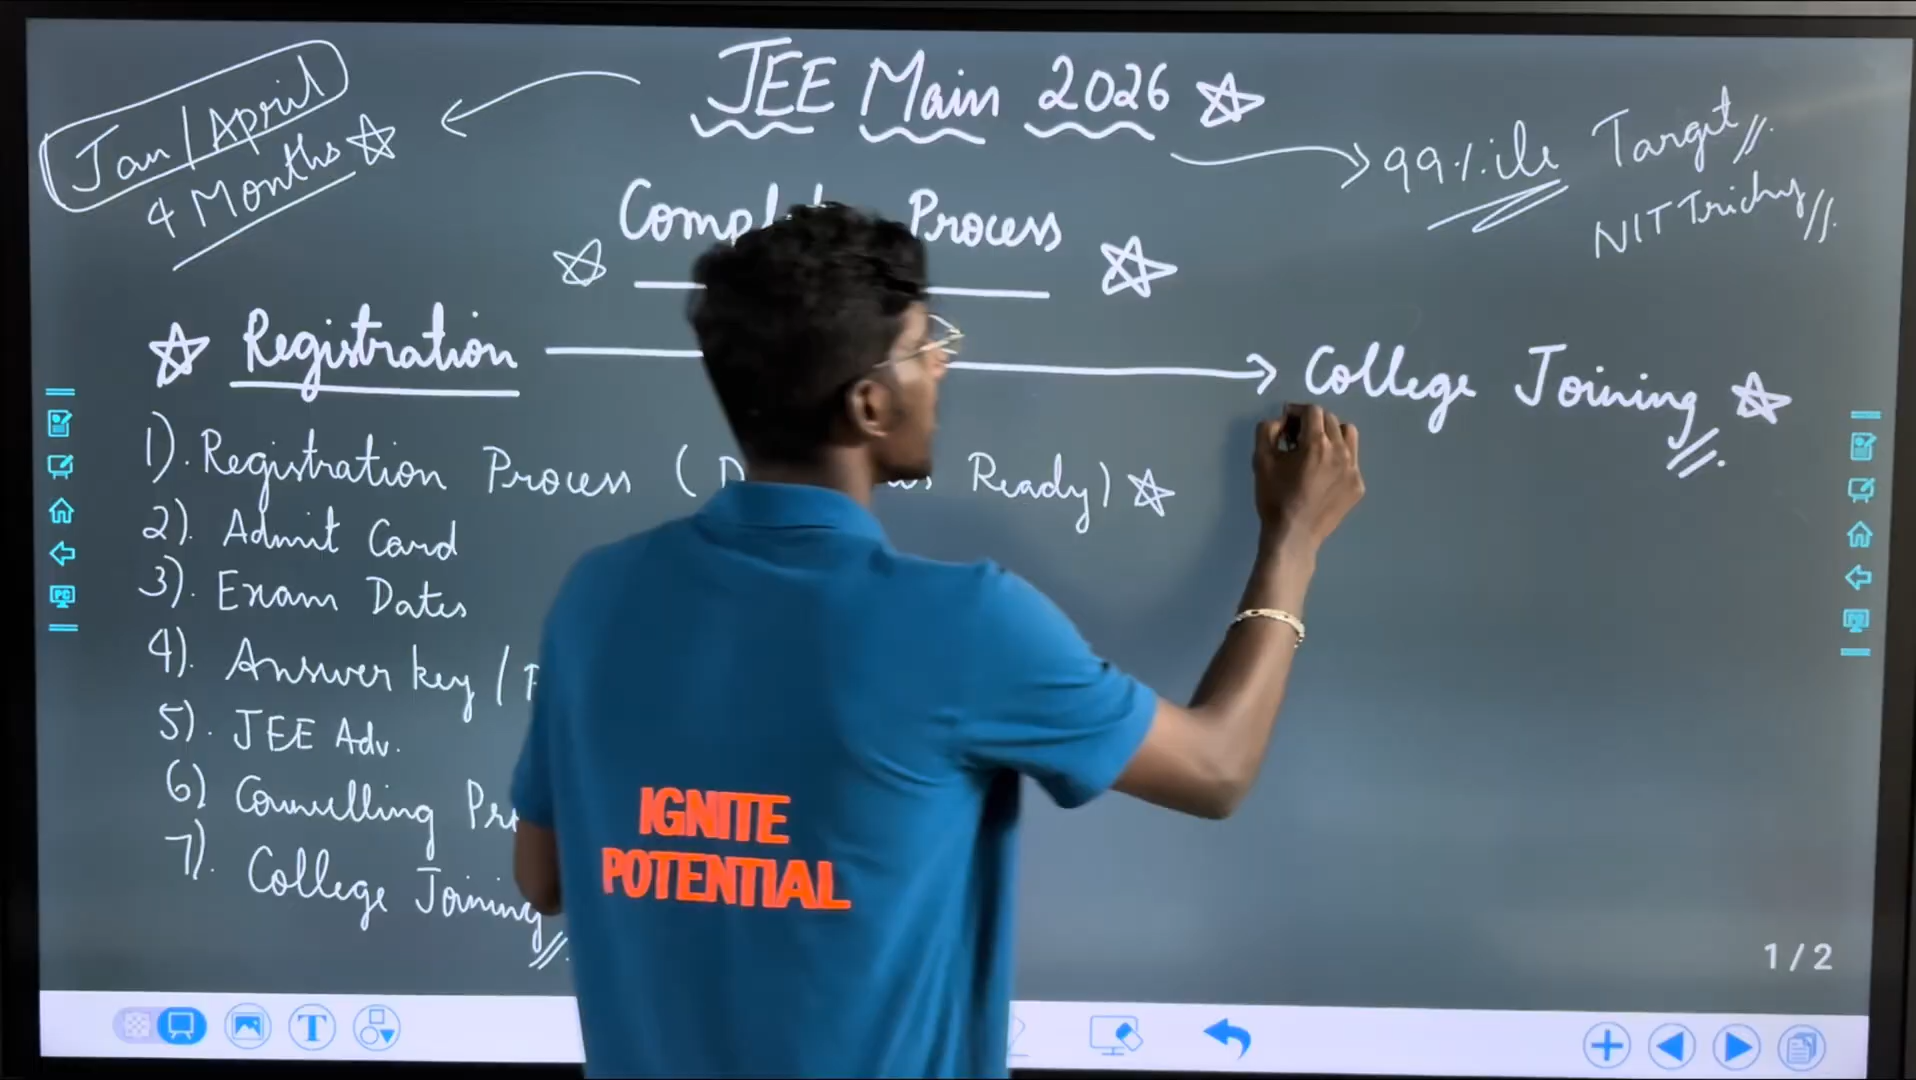 JEE Main 2026
Jan/April
4 Months
99%ile Target
NIT Trichy
Process
Registration
College Joining
1). Registration Process ( Ready)
2). Admit Card
3). Exam Dates
4). Answer key /
5). JEE Adv.
6) Counselling
7). College Joining
IGNITE
POTENTIAL
1/2
T
PC